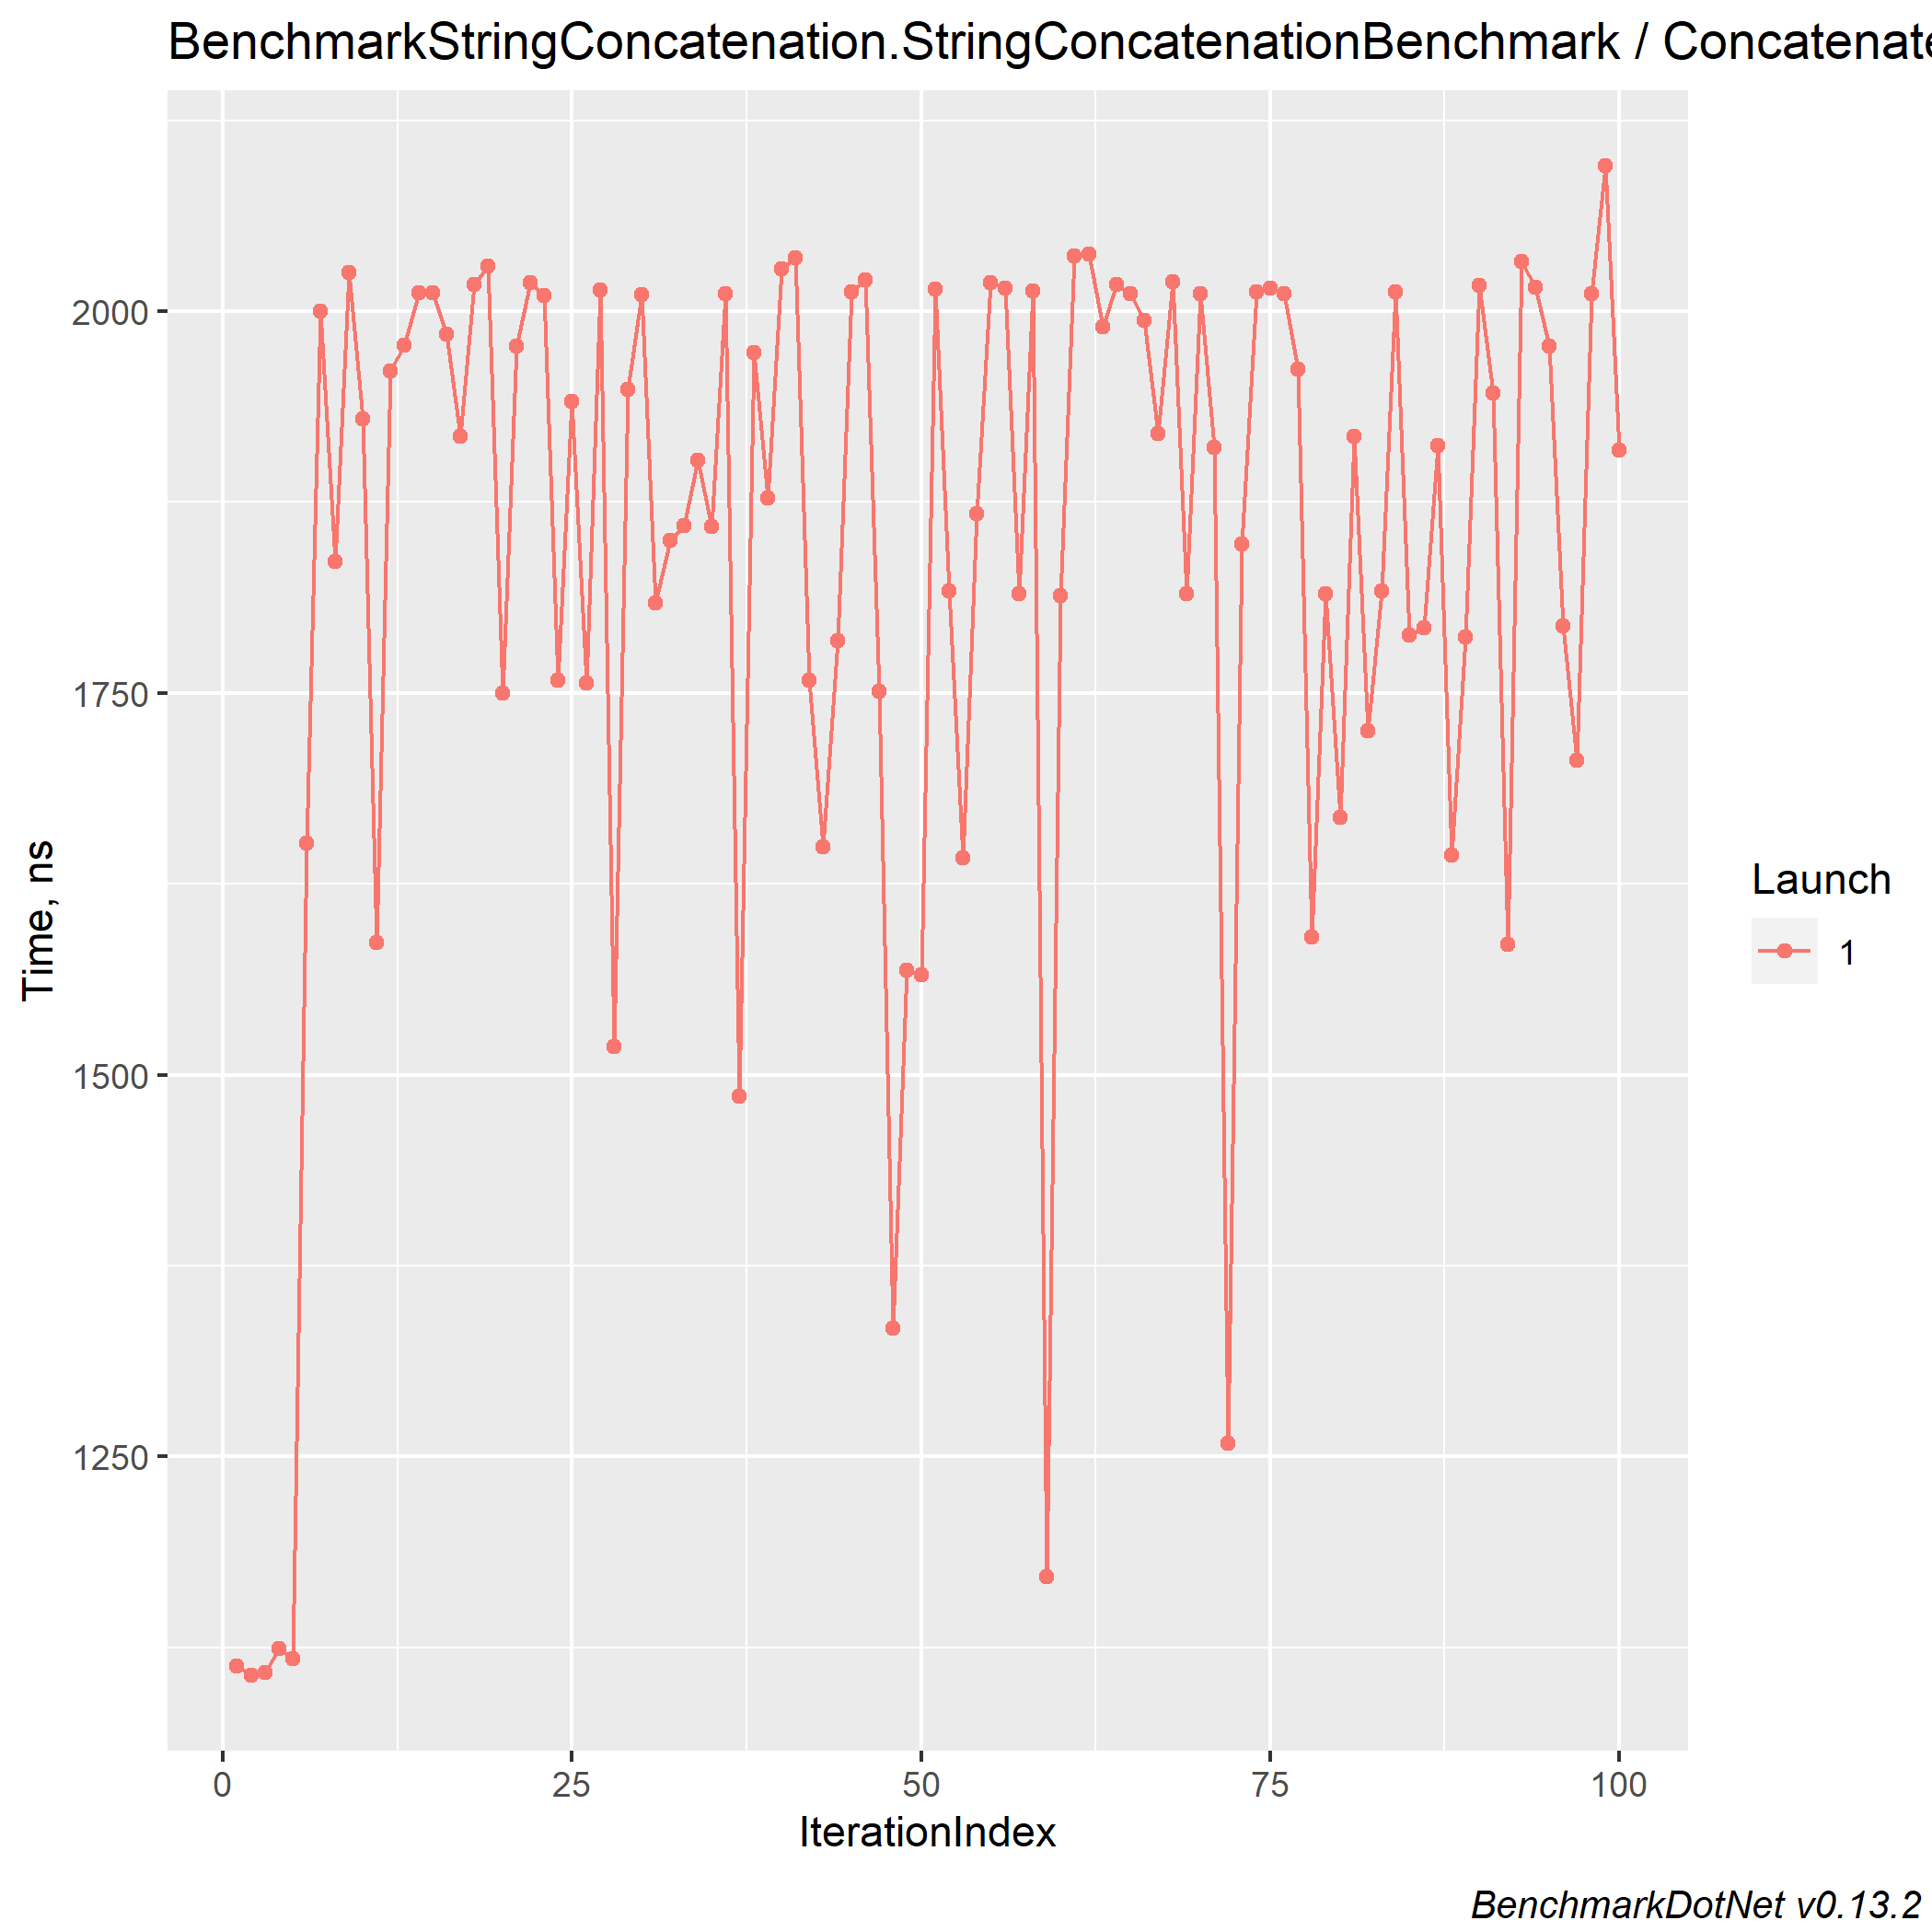 BenchmarkStringConcatenation.StringConcatenationBenchmark / Concatenate
2000
1750
1500
1250
Time, ns
0 25 50 75 100
IterationIndex
Launch
1
BenchmarkDotNet v0.13.2